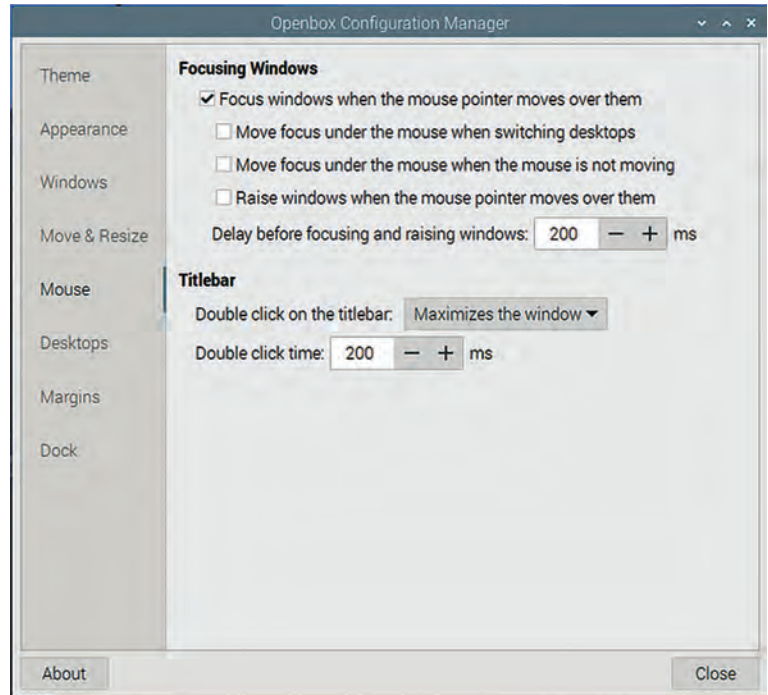 Openbox Configuration Manager
Theme
Appearance
Windows
Move & Resize
Mouse
Desktops
Margins
Dock
Focusing Windows
Focus windows when the mouse pointer moves over them
Move focus under the mouse when switching desktops
Move focus under the mouse when the mouse is not moving
Raise windows when the mouse pointer moves over them
Delay before focusing and raising windows: 200 − + ms
Titlebar
Double click on the titlebar: Maximizes the window
Double click time: 200 − + ms
About
Close